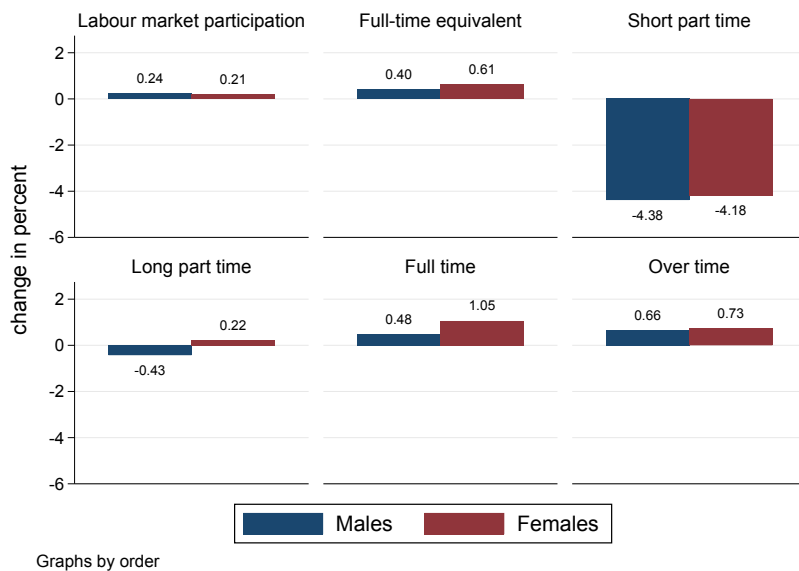 Labour market participation
Full-time equivalent
Short part time
2
0
-2
-4
-6
0.24
0.21
0.40
0.61
-4.38
-4.18
change in percent
Long part time
Full time
Over time
2
0
-2
-4
-6
-0.43
0.22
0.48
1.05
0.66
0.73
Males
Females
Graphs by order